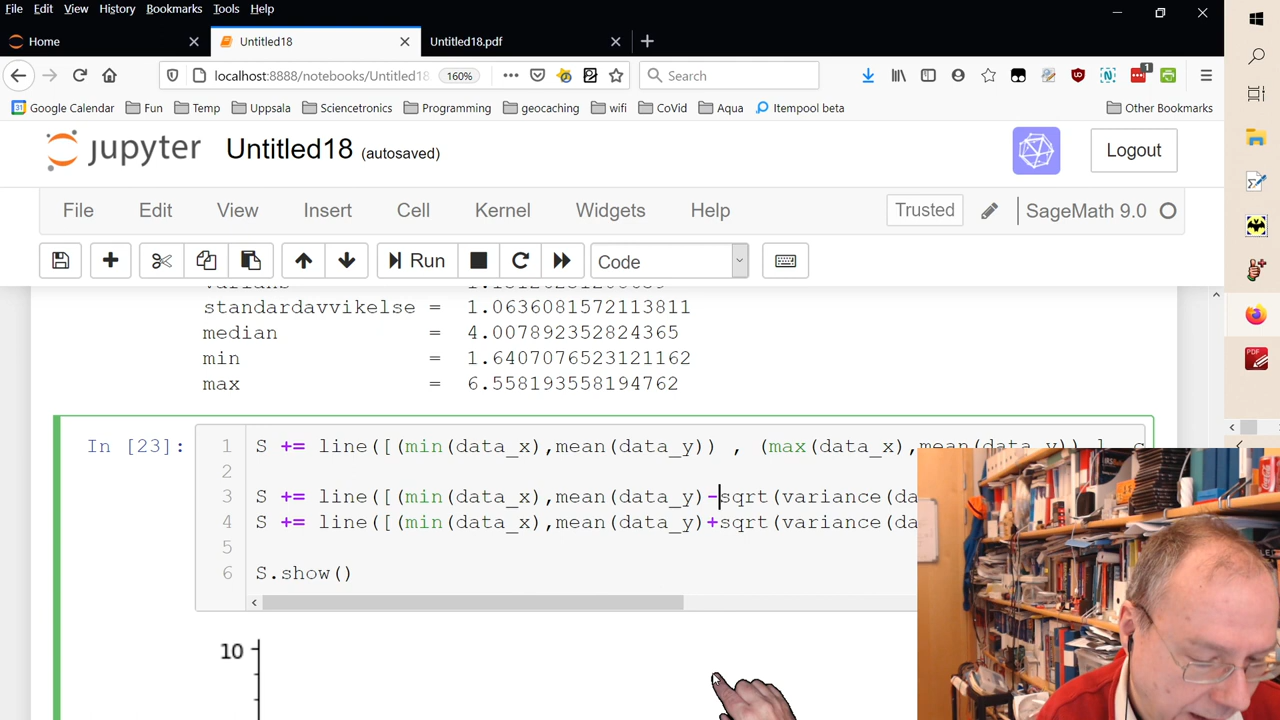 File Edit View History Bookmarks Tools Help
Home
Untitled18
Untitled18.pdf
localhost:8888/notebooks/Untitled18
160%
Search
1
Google Calendar Fun Temp Uppsala Sciencetronics Programming geocaching wifi CoVid Aqua Itempool beta Other Bookmarks
jupyter Untitled18 (autosaved)
Logout
File Edit View Insert Cell Kernel Widgets Help
Trusted
SageMath 9.0
Run
Code
standardavvikelse = 1.0636081572113811
median = 4.007892352824365
min = 1.6407076523121162
max = 6.558193558194762
In [23]:
1 S += line([(min(data_x),mean(data_y)) , (max(data_x),mean(data_y)) ], c
2
3 S += line([(min(data_x),mean(data_y)-sqrt(variance(da
4 S += line([(min(data_x),mean(data_y)+sqrt(variance(da
5
6 S.show()
10
PDF